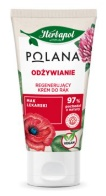 Herbapol
POLANA
ODŻYWIANIE
REGENERUJĄCY
KREM DO RĄK
MAK
LEKARSKI
97%